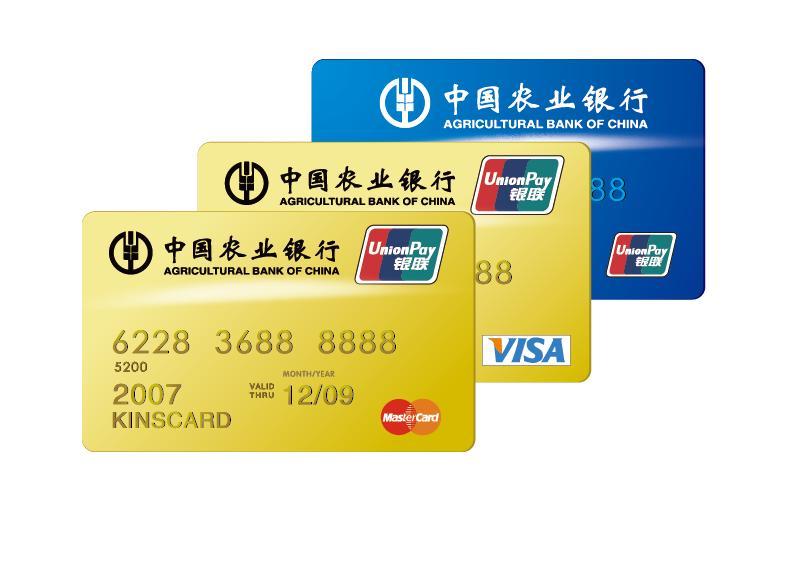 中国农业银行
AGRICULTURAL BANK OF CHINA
88
UnionPay
银联
中国农业银行
AGRICULTURAL BANK OF CHINA
UnionPay
银联
88
VISA
中国农业银行
AGRICULTURAL BANK OF CHINA
UnionPay
银联
6228 3688 8888
5200
MONTH/YEAR
2007 VALID THRU 12/09
KINSCARD
MasterCard